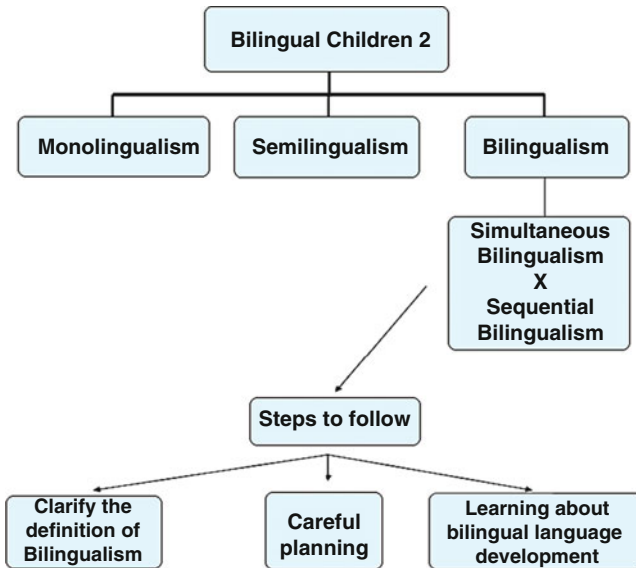 Bilingual Children 2
Monolingualism
Semilingualism
Bilingualism
Simultaneous
Bilingualism
X
Sequential
Bilingualism
Steps to follow
Clarify the
definition of
Bilingualism
Careful
planning
Learning about
bilingual language
development